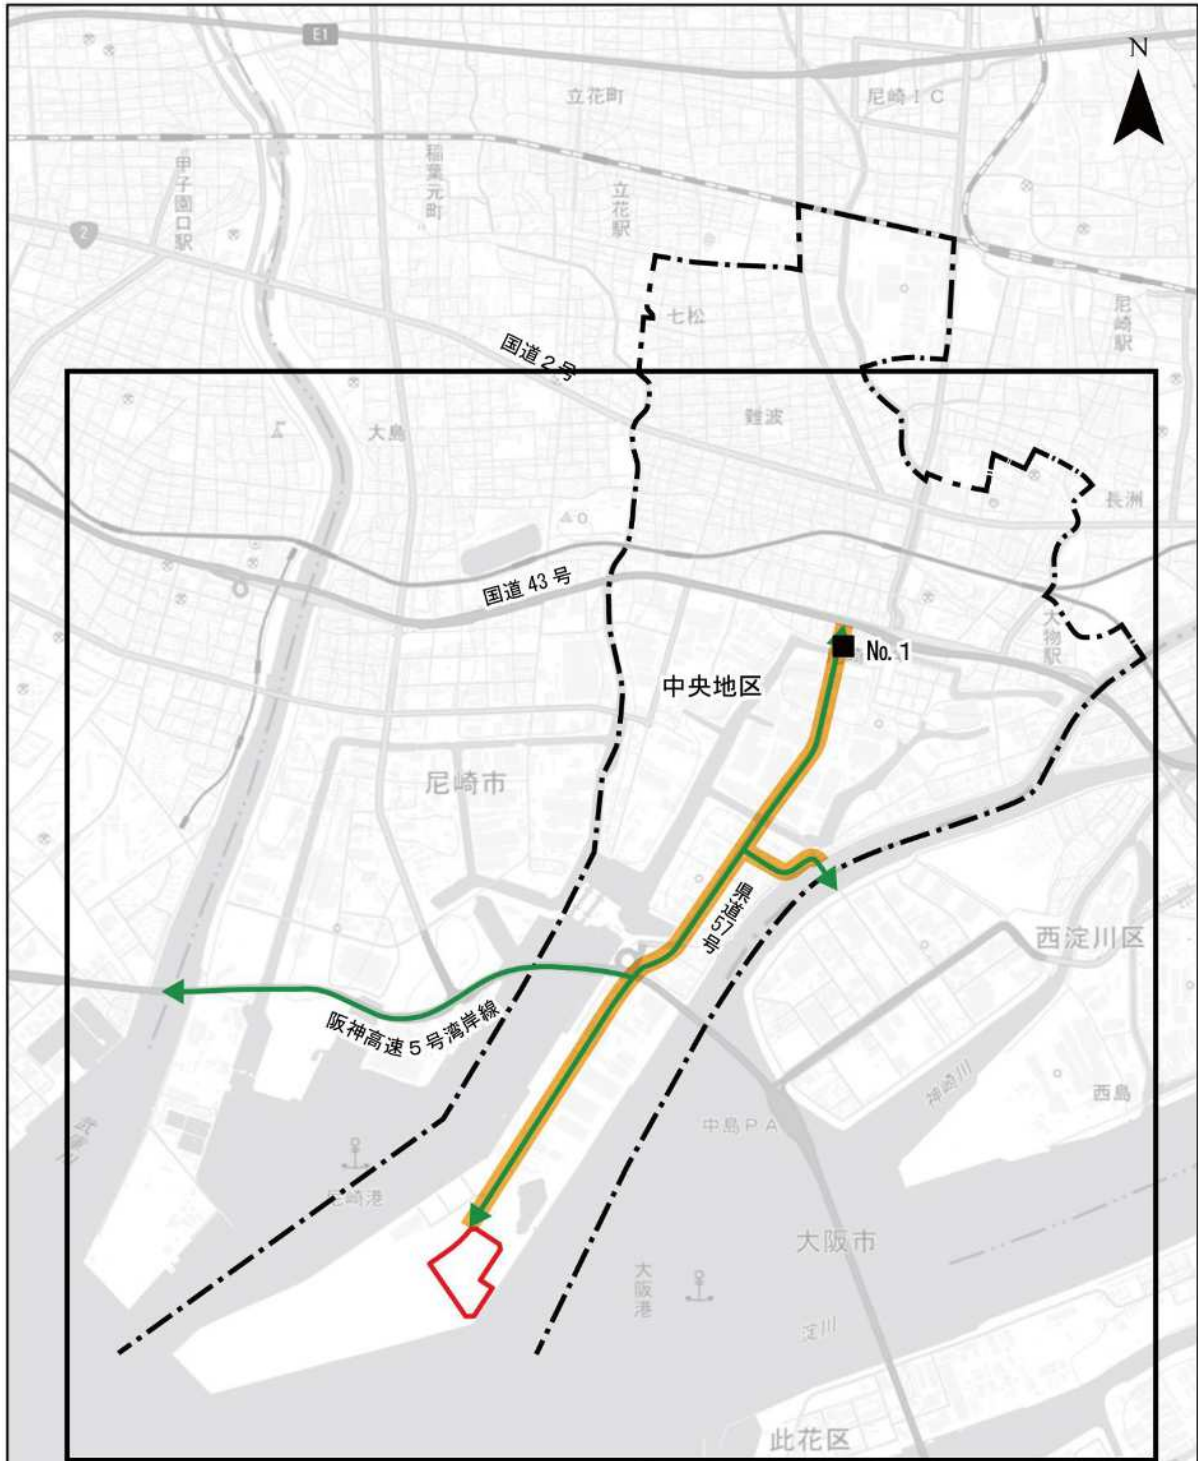 E1
N
立花町
尼崎IC
甲子園口駅
稲葉元町
立花駅
2
七松
尼崎駅
国道2号
難波
大島
長洲
国道43号
大物駅
No.1
中央地区
尼崎市
県道57号
西淀川区
阪神高速5号湾岸線
神崎川
西島
中島PA
尼崎港
大阪市
大阪港
淀川
此花区